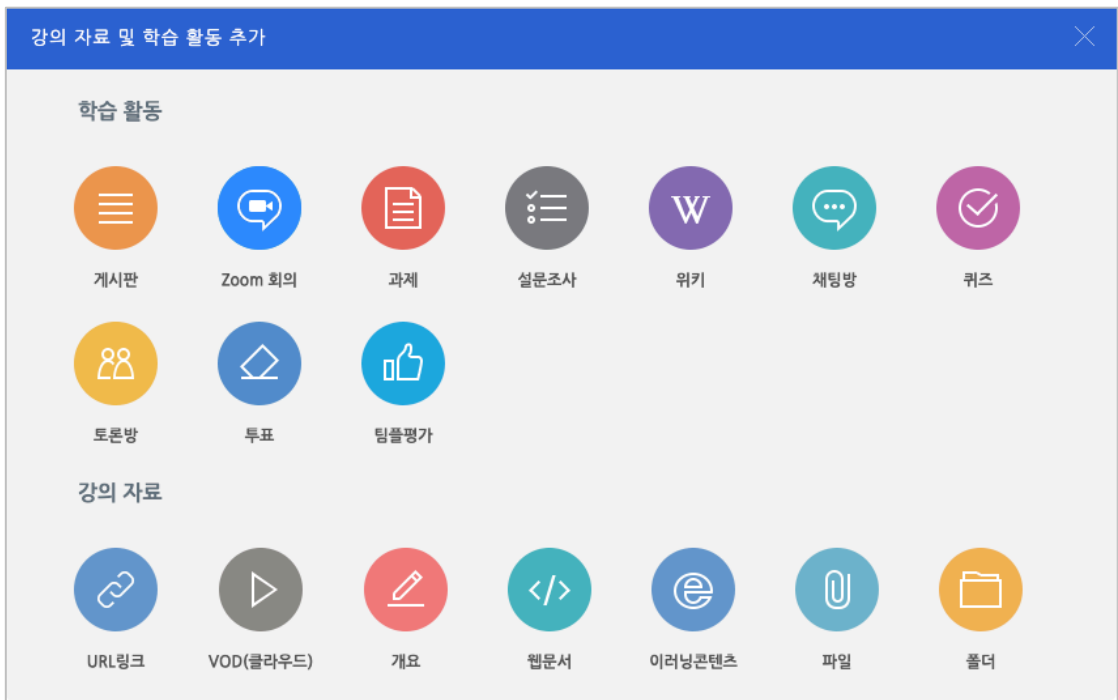 강의 자료 및 학습 활동 추가
학습 활동
게시판 Zoom 회의 과제 설문조사 위키 채팅방 퀴즈
토론방 투표 팀플평가
강의 자료
URL링크 VOD(클라우드) 개요 웹문서 이러닝콘텐츠 파일 폴더